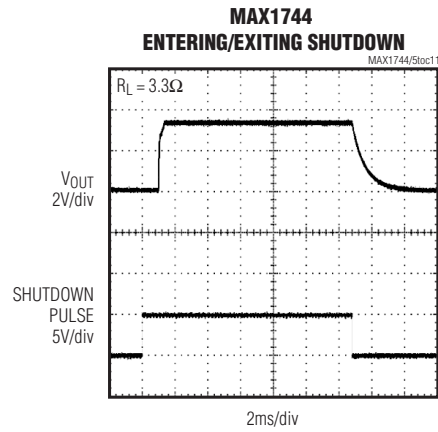 MAX1744
ENTERING/EXITING SHUTDOWN
MAX1744/5toc11
RL = 3.3Ω
VOUT
2V/div
SHUTDOWN
PULSE
5V/div
2ms/div